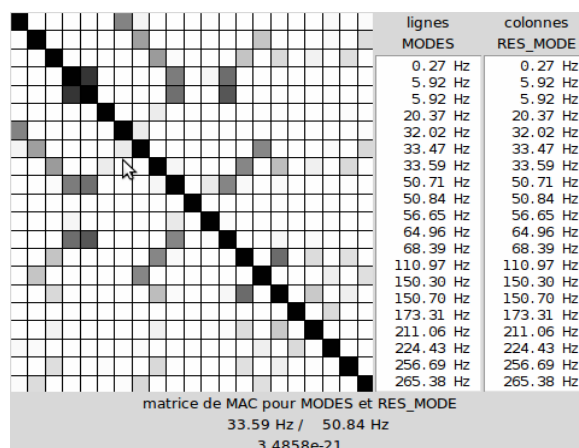 lignes colonnes
MODES RES_MODE
0.27 Hz 0.27 Hz
5.92 Hz 5.92 Hz
5.92 Hz 5.92 Hz
20.37 Hz 20.37 Hz
32.02 Hz 32.02 Hz
33.47 Hz 33.47 Hz
33.59 Hz 33.59 Hz
50.71 Hz 50.71 Hz
50.84 Hz 50.84 Hz
56.65 Hz 56.65 Hz
64.96 Hz 64.96 Hz
68.39 Hz 68.39 Hz
110.97 Hz 110.97 Hz
150.30 Hz 150.30 Hz
150.70 Hz 150.70 Hz
173.31 Hz 173.31 Hz
211.06 Hz 211.06 Hz
224.43 Hz 224.43 Hz
256.69 Hz 256.69 Hz
265.38 Hz 265.38 Hz
matrice de MAC pour MODES et RES_MODE
33.59 Hz / 50.84 Hz
3.4858e-21